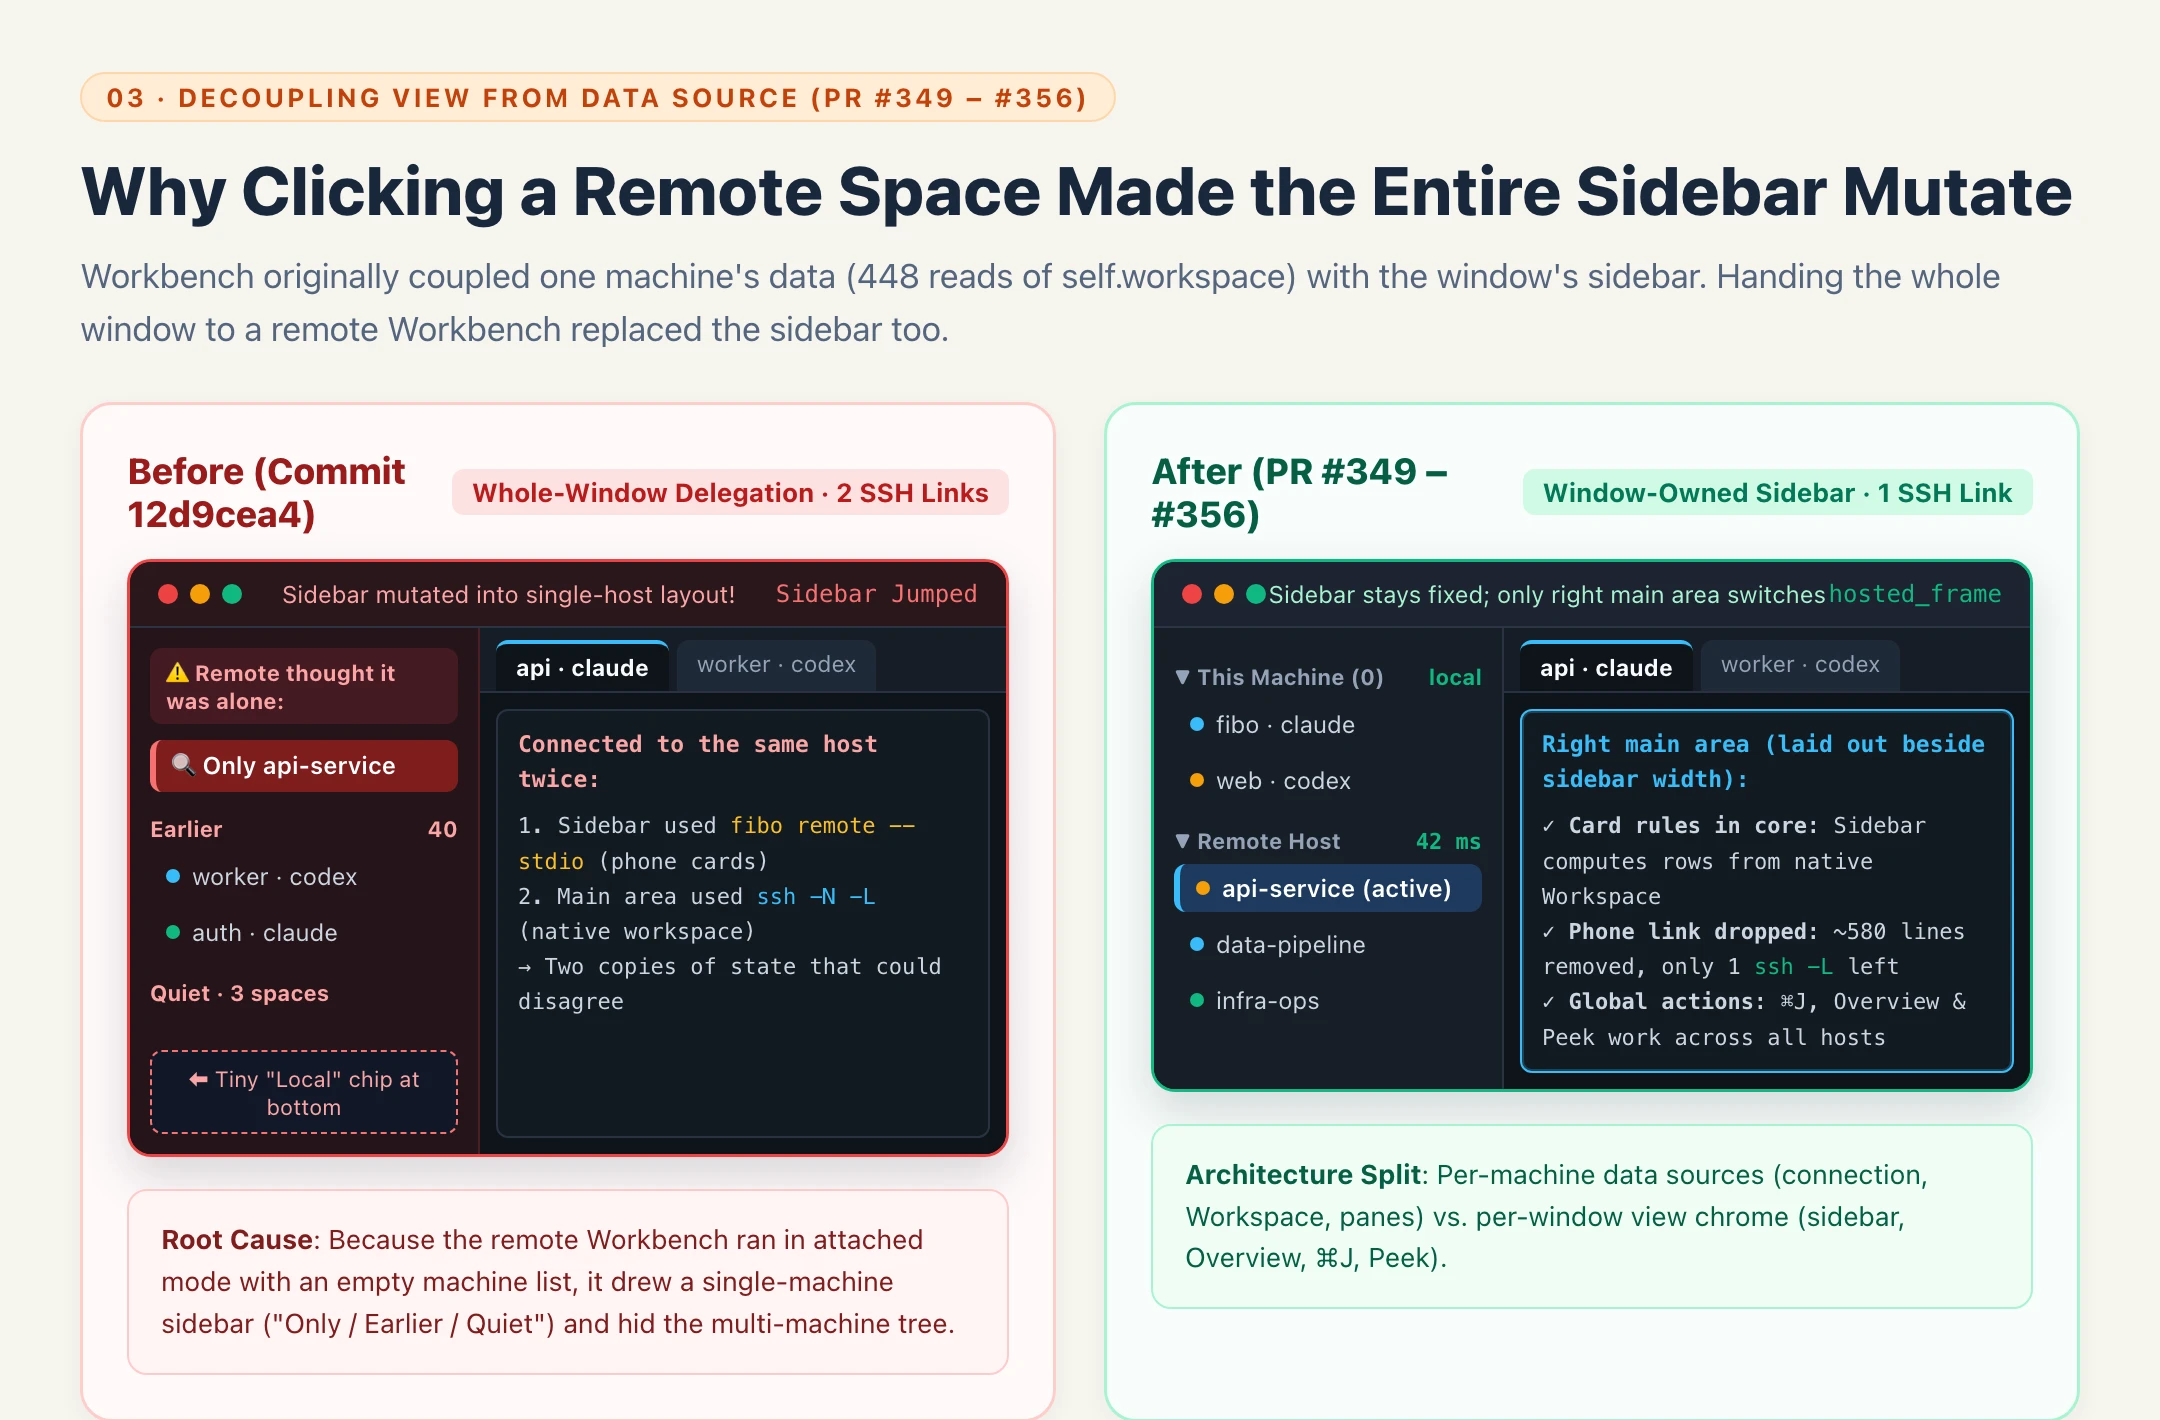 03 · DECOUPLING VIEW FROM DATA SOURCE (PR #349 – #356)
Why Clicking a Remote Space Made the Entire Sidebar Mutate
Workbench originally coupled one machine's data (448 reads of self.workspace) with the window's sidebar. Handing the whole
window to a remote Workbench replaced the sidebar too.
Before (Commit
12d9cea4)
Whole-Window Delegation · 2 SSH Links
Sidebar mutated into single-host layout!
Sidebar Jumped
⚠️ Remote thought it
was alone:
🔍 Only api-service
Earlier 40
worker · codex
auth · claude
Quiet · 3 spaces
⬅ Tiny "Local" chip at
bottom
api · claude
worker · codex
Connected to the same host
twice:
1. Sidebar used fibo remote --
stdio (phone cards)
2. Main area used ssh -N -L
(native workspace)
→ Two copies of state that could
disagree
Root Cause: Because the remote Workbench ran in attached
mode with an empty machine list, it drew a single-machine
sidebar ("Only / Earlier / Quiet") and hid the multi-machine tree.
After (PR #349 –
#356)
Window-Owned Sidebar · 1 SSH Link
Sidebar stays fixed; only right main area switches
hosted_frame
▼ This Machine (0) local
fibo · claude
web · codex
▼ Remote Host 42 ms
api-service (active)
data-pipeline
infra-ops
api · claude
worker · codex
Right main area (laid out beside
sidebar width):
✓ Card rules in core: Sidebar
computes rows from native
Workspace
✓ Phone link dropped: ~580 lines
removed, only 1 ssh -L left
✓ Global actions: ⌘J, Overview &
Peek work across all hosts
Architecture Split: Per-machine data sources (connection,
Workspace, panes) vs. per-window view chrome (sidebar,
Overview, ⌘J, Peek).